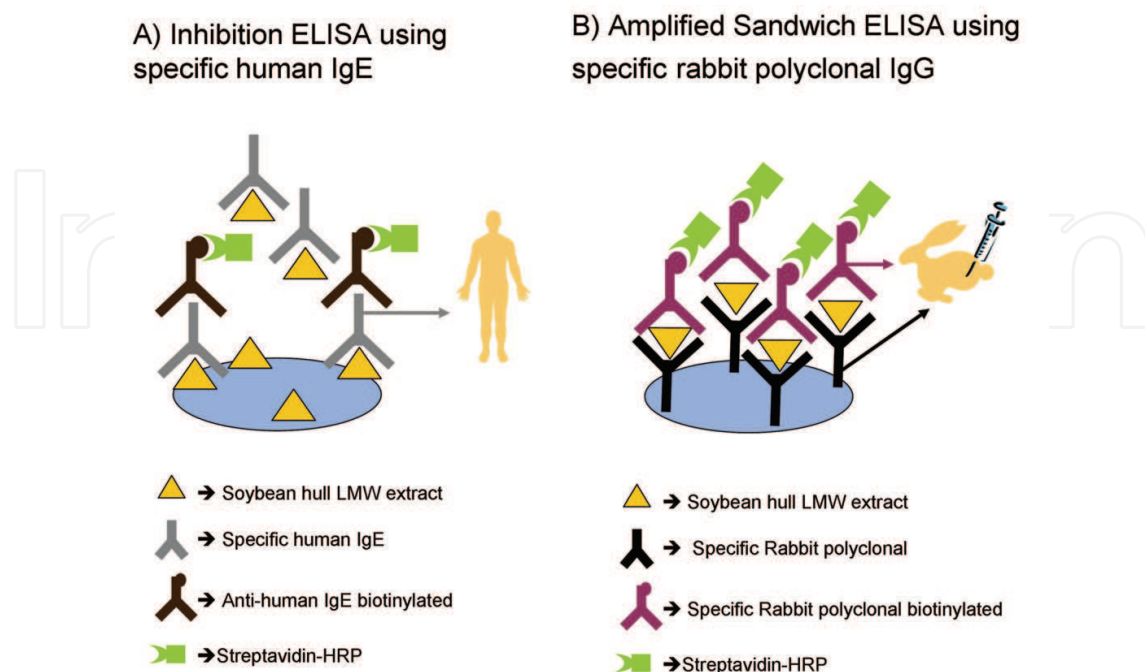 A) Inhibition ELISA using
specific human IgE
B) Amplified Sandwich ELISA using
specific rabbit polyclonal IgG
➔ Soybean hull LMW extract
➔ Specific human IgE
➔ Anti-human IgE biotinylated
➔Streptavidin-HRP
➔ Soybean hull LMW extract
➔ Specific Rabbit polyclonal
➔ Specific Rabbit polyclonal biotinylated
➔Streptavidin-HRP